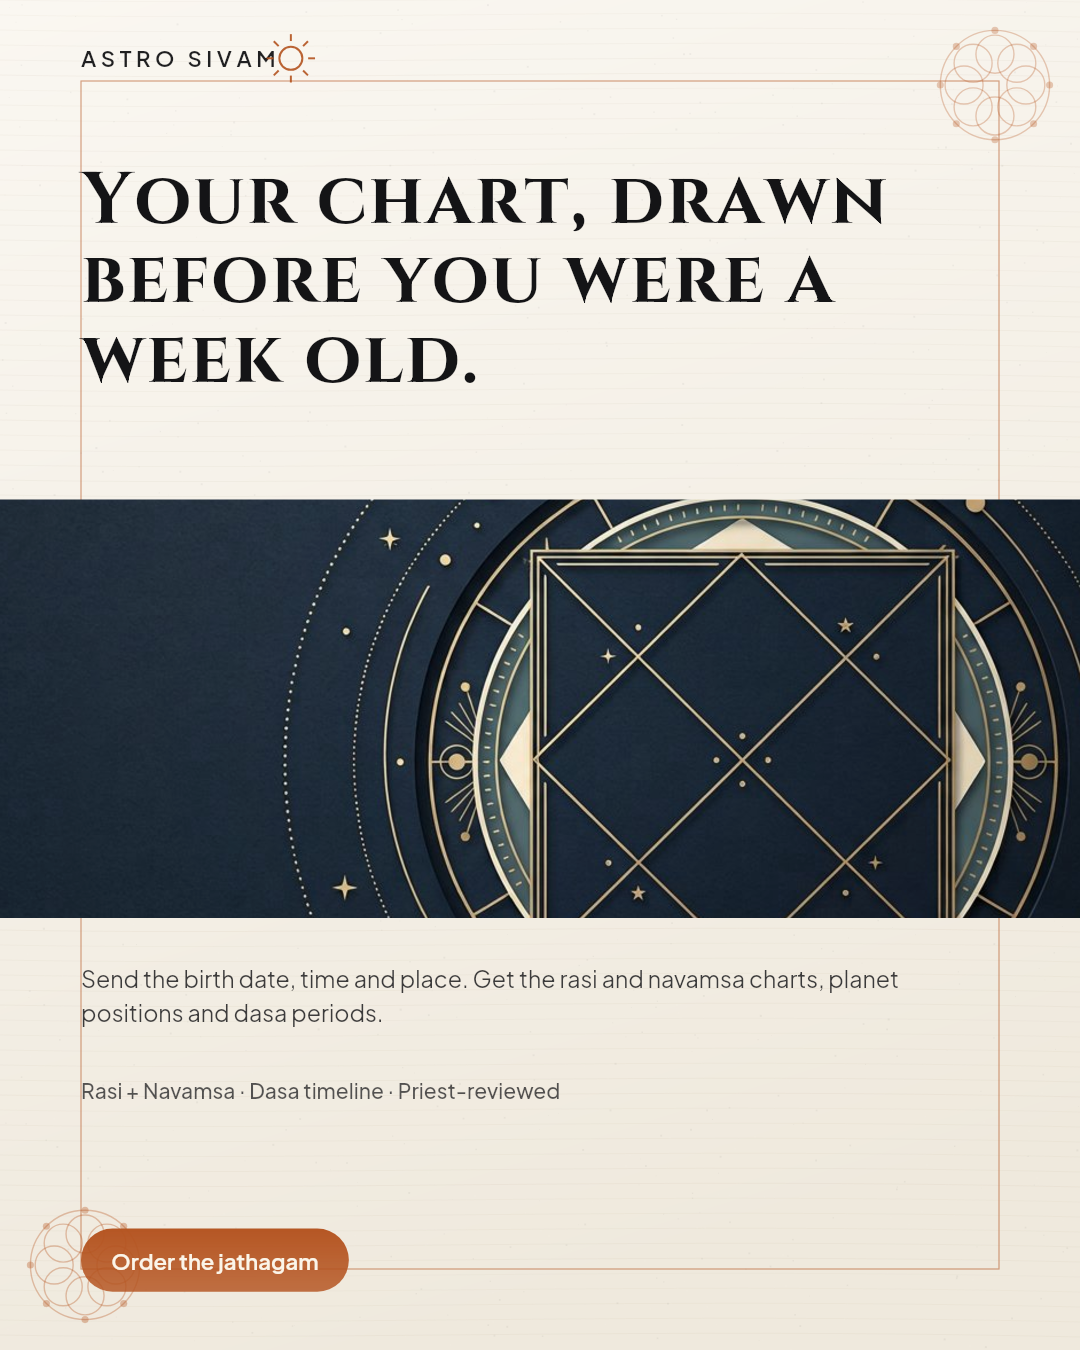 ASTRO SIVAM
YOUR CHART, DRAWN
BEFORE YOU WERE A
WEEK OLD.
Send the birth date, time and place. Get the rasi and navamsa charts, planet
positions and dasa periods.
Rasi + Navamsa · Dasa timeline · Priest-reviewed
Order the jathagam